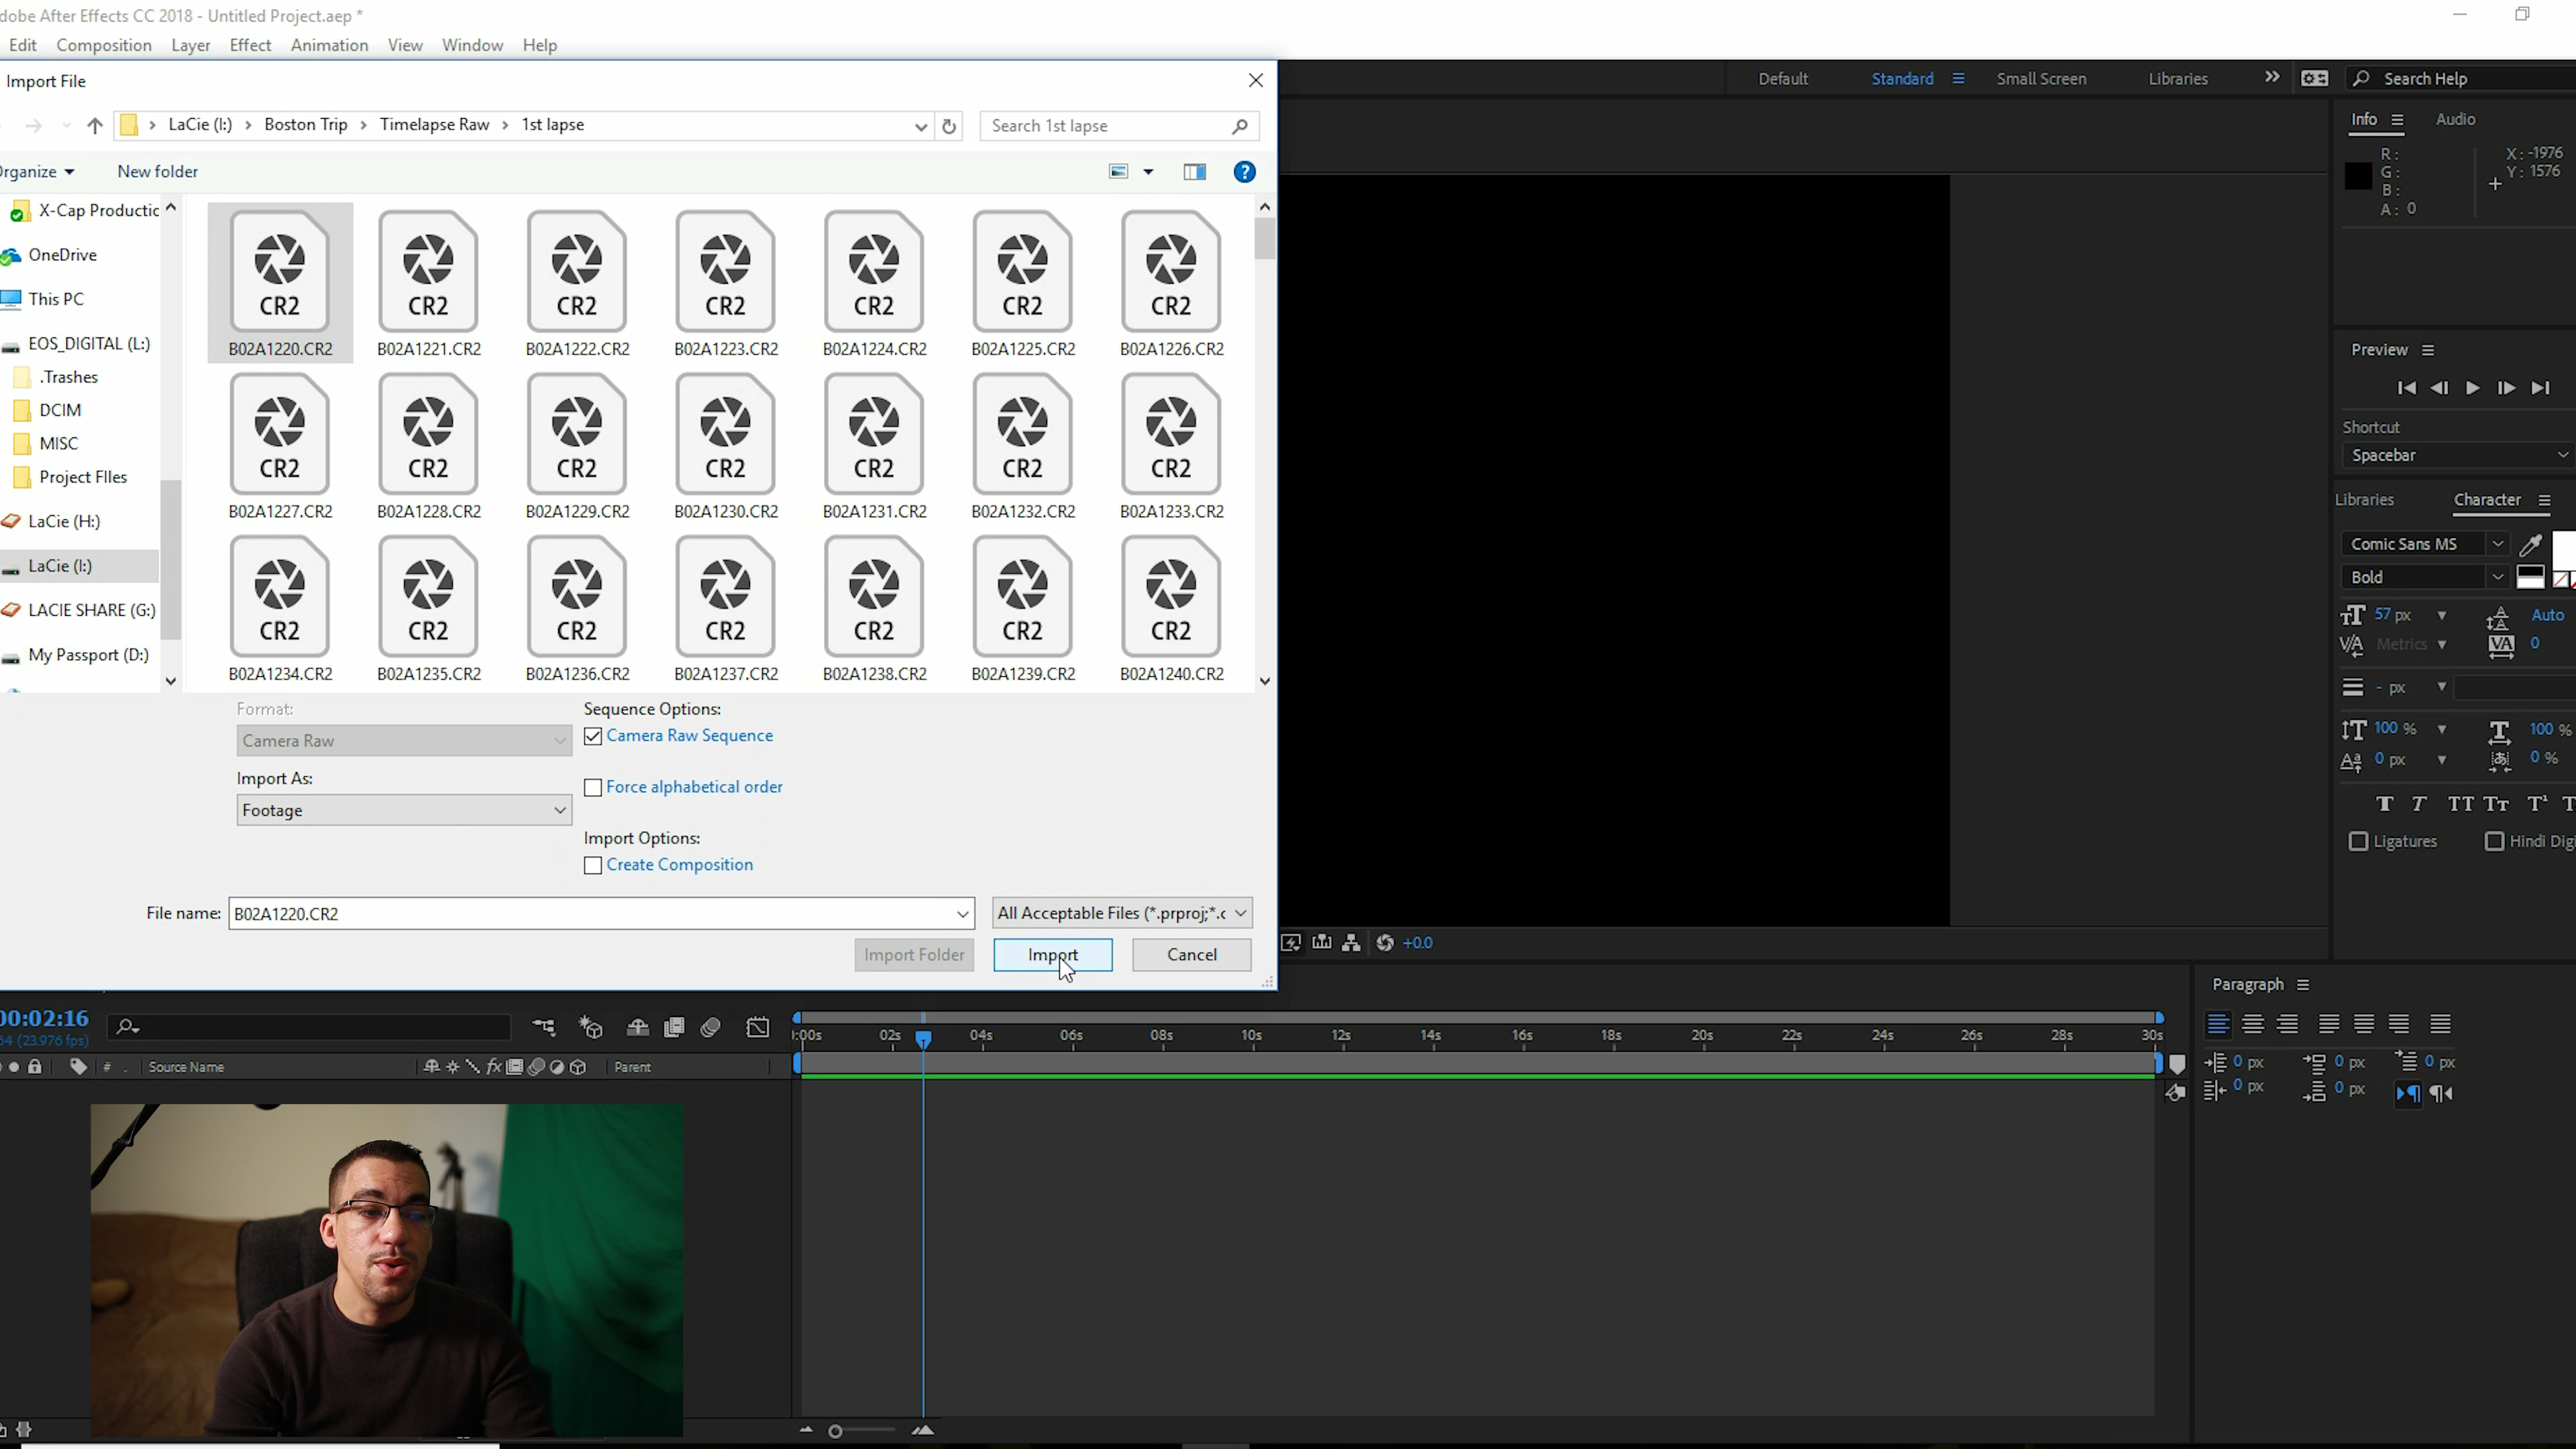 dobe After Effects CC 2018 - Untitled Project.aep *
Edit Composition Layer Effect Animation View Window Help
Import File
LaCie (I:) Boston Trip Timelapse Raw 1st lapse
Search 1st lapse
Organize New folder
X-Cap Productic
OneDrive
This PC
EOS_DIGITAL (L:)
.Trashes
DCIM
MISC
Project FIles
LaCie (H:)
LaCie (I:)
LACIE SHARE (G:)
My Passport (D:)
CR2 CR2 CR2 CR2 CR2 CR2 CR2
B02A1220.CR2 B02A1221.CR2 B02A1222.CR2 B02A1223.CR2 B02A1224.CR2 B02A1225.CR2 B02A1226.CR2
CR2 CR2 CR2 CR2 CR2 CR2 CR2
B02A1227.CR2 B02A1228.CR2 B02A1229.CR2 B02A1230.CR2 B02A1231.CR2 B02A1232.CR2 B02A1233.CR2
CR2 CR2 CR2 CR2 CR2 CR2 CR2
B02A1234.CR2 B02A1235.CR2 B02A1236.CR2 B02A1237.CR2 B02A1238.CR2 B02A1239.CR2 B02A1240.CR2
Format:
Camera Raw
Import As:
Footage
Sequence Options:
Camera Raw Sequence
Force alphabetical order
Import Options:
Create Composition
File name: B02A1220.CR2
All Acceptable Files (*.prproj;*.c
Import Folder Import Cancel
Default Standard Small Screen Libraries Search Help
Info Audio
R:
G:
B:
A: 0
X: -1976
Y: 1576
Preview
Shortcut
Spacebar
Libraries Character
Comic Sans MS
Bold
57 px Auto
Metrics 0
- px
100 % 100 %
0 px 0 %
Ligatures Hindi Digi
+0.0
00:02:16
64 (23.976 fps)
# . Source Name
fx
Parent
:00s 02s 04s 06s 08s 10s 12s 14s 16s 18s 20s 22s 24s 26s 28s 30s
Paragraph
0 px 0 px 0 px
0 px 0 px